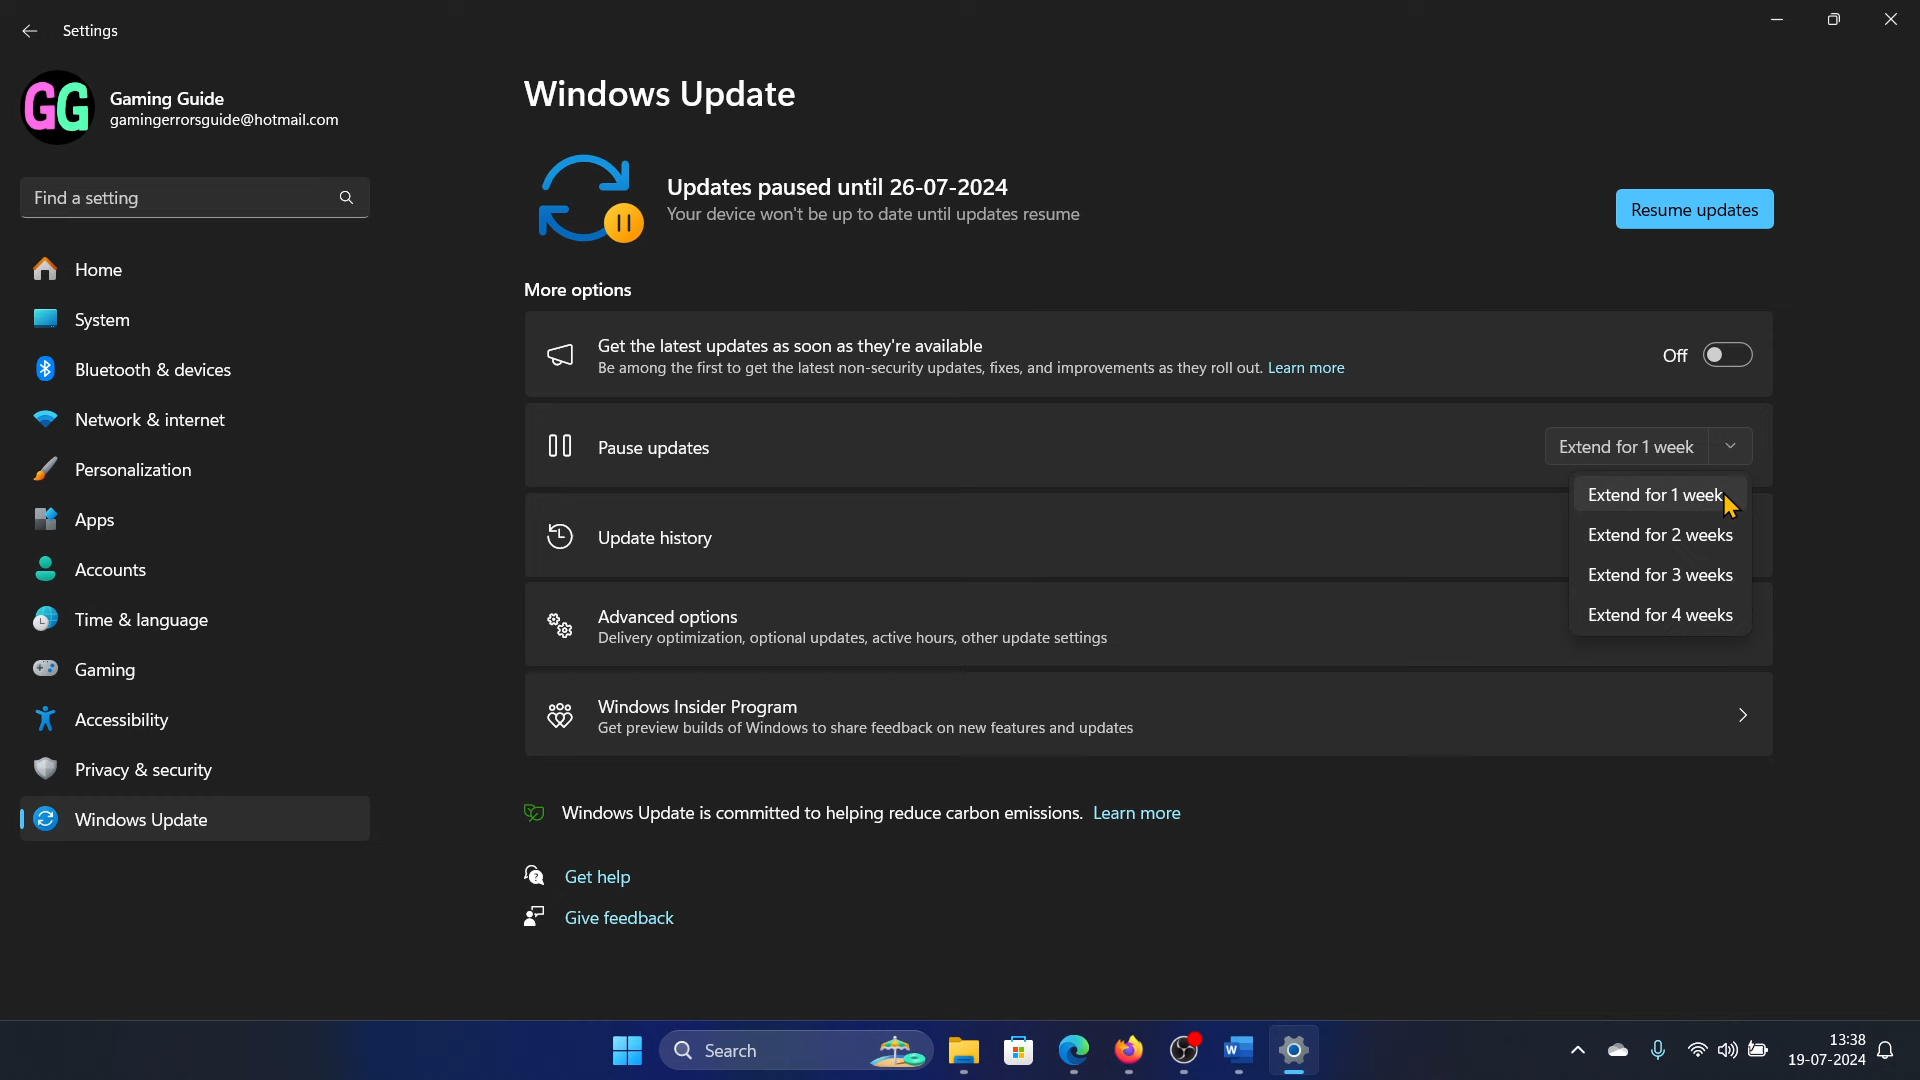 Settings
GG
Gaming Guide
gamingerrorsguide@hotmail.com
Find a setting
Home
System
Bluetooth & devices
Network & internet
Personalization
Apps
Accounts
Time & language
Gaming
Accessibility
Privacy & security
Windows Update
Windows Update
Updates paused until 26-07-2024
Your device won't be up to date until updates resume
Resume updates
More options
Get the latest updates as soon as they're available
Be among the first to get the latest non-security updates, fixes, and improvements as they roll out. Learn more
Off
Pause updates
Extend for 1 week
Extend for 1 week
Extend for 2 weeks
Extend for 3 weeks
Extend for 4 weeks
Update history
Advanced options
Delivery optimization, optional updates, active hours, other update settings
Windows Insider Program
Get preview builds of Windows to share feedback on new features and updates
Windows Update is committed to helping reduce carbon emissions. Learn more
Get help
Give feedback
Search
W
13:38
19-07-2024